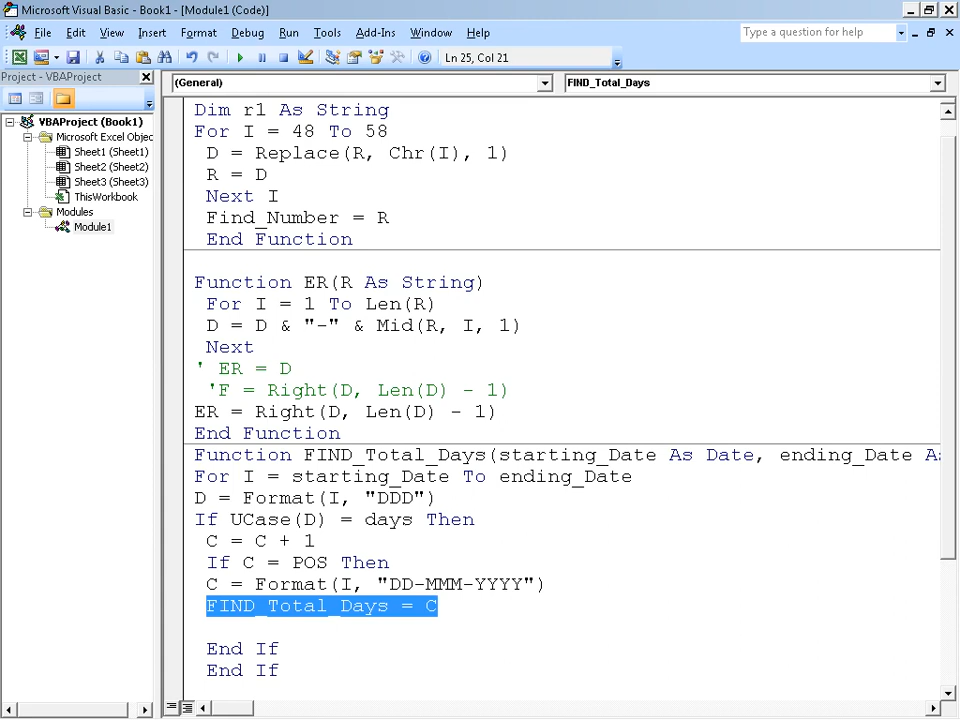 Microsoft Visual Basic - Book1 - [Module1 (Code)]
File Edit View Insert Format Debug Run Tools Add-Ins Window Help
Type a question for help
Ln 25, Col 21
Project - VBAProject
(General)
FIND_Total_Days
VBAProject (Book1)
Microsoft Excel Objec
Sheet1 (Sheet1)
Sheet2 (Sheet2)
Sheet3 (Sheet3)
ThisWorkbook
Modules
Module1
Dim r1 As String
For I = 48 To 58
D = Replace(R, Chr(I), 1)
R = D
Next I
Find_Number = R
End Function
Function ER(R As String)
For I = 1 To Len(R)
D = D & "-" & Mid(R, I, 1)
Next
' ER = D
'F = Right(D, Len(D) - 1)
ER = Right(D, Len(D) - 1)
End Function
Function FIND_Total_Days(starting_Date As Date, ending_Date As
For I = starting_Date To ending_Date
D = Format(I, "DDD")
If UCase(D) = days Then
C = C + 1
If C = POS Then
C = Format(I, "DD-MMM-YYYY")
FIND_Total_Days = C
End If
End If